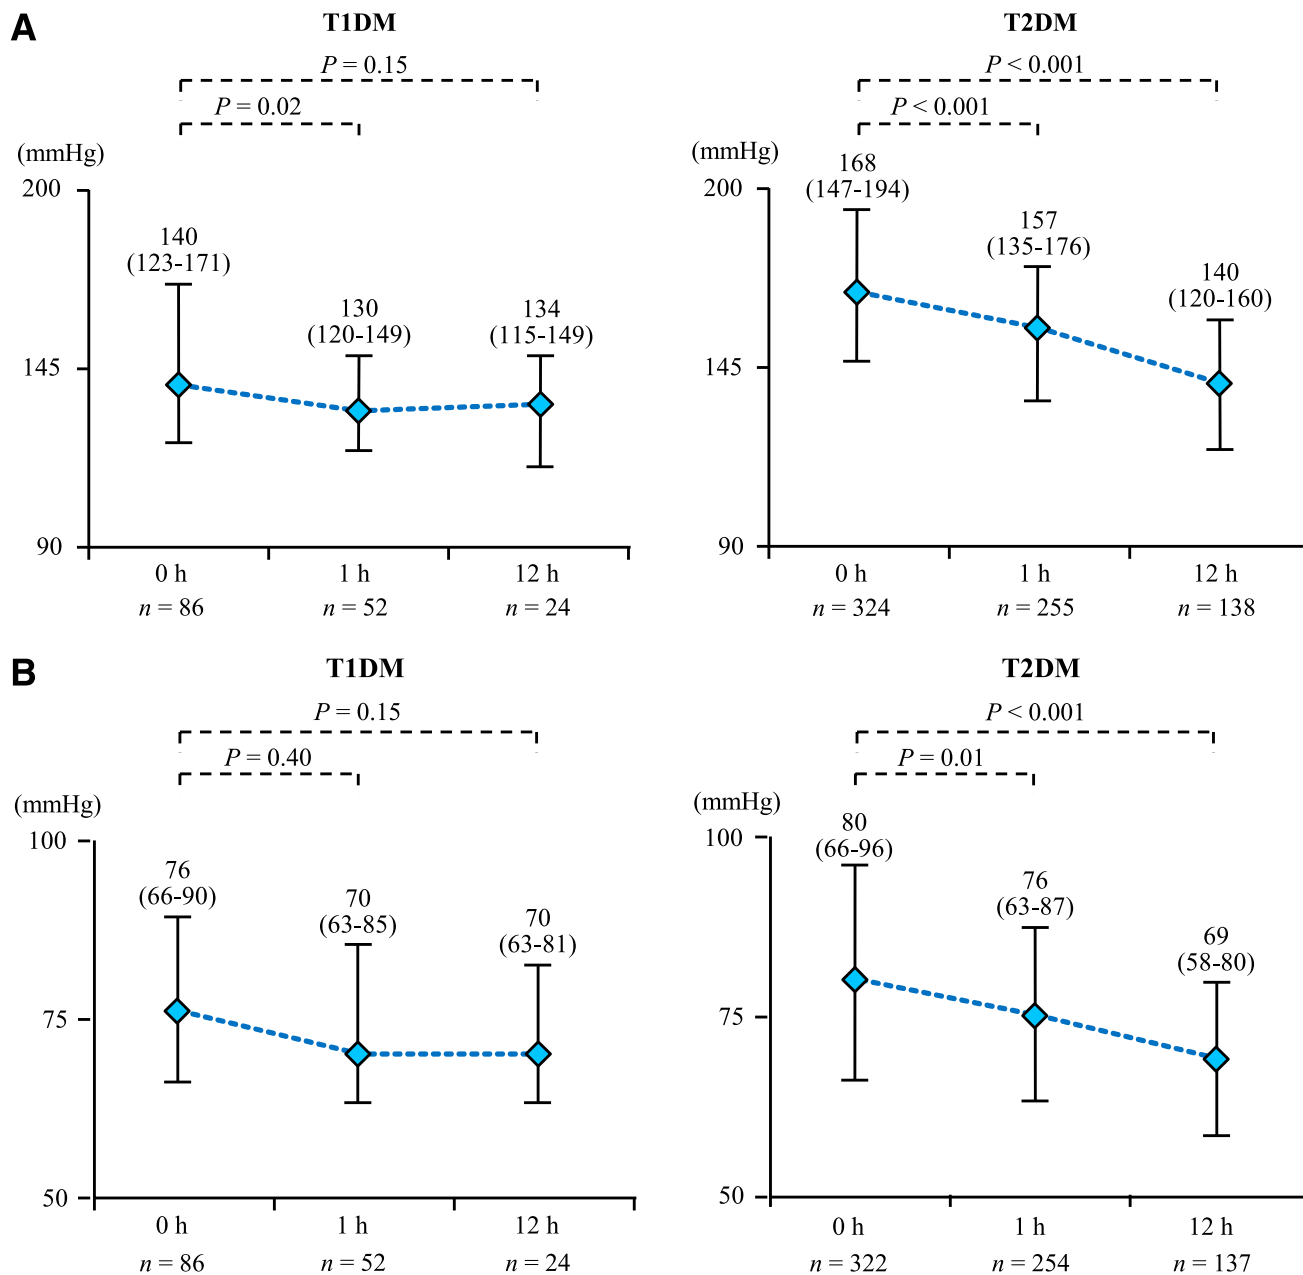 A
T1DM
P = 0.15
P = 0.02
(mmHg)
200
145
90
140
(123-171)
130
(120-149)
134
(115-149)
0 h
1 h
12 h
n = 86
n = 52
n = 24
T2DM
P < 0.001
P < 0.001
(mmHg)
200
145
90
168
(147-194)
157
(135-176)
140
(120-160)
0 h
1 h
12 h
n = 324
n = 255
n = 138
B
T1DM
P = 0.15
P = 0.40
(mmHg)
100
75
50
76
(66-90)
70
(63-85)
70
(63-81)
0 h
1 h
12 h
n = 86
n = 52
n = 24
T2DM
P < 0.001
P = 0.01
(mmHg)
100
75
50
80
(66-96)
76
(63-87)
69
(58-80)
0 h
1 h
12 h
n = 322
n = 254
n = 137